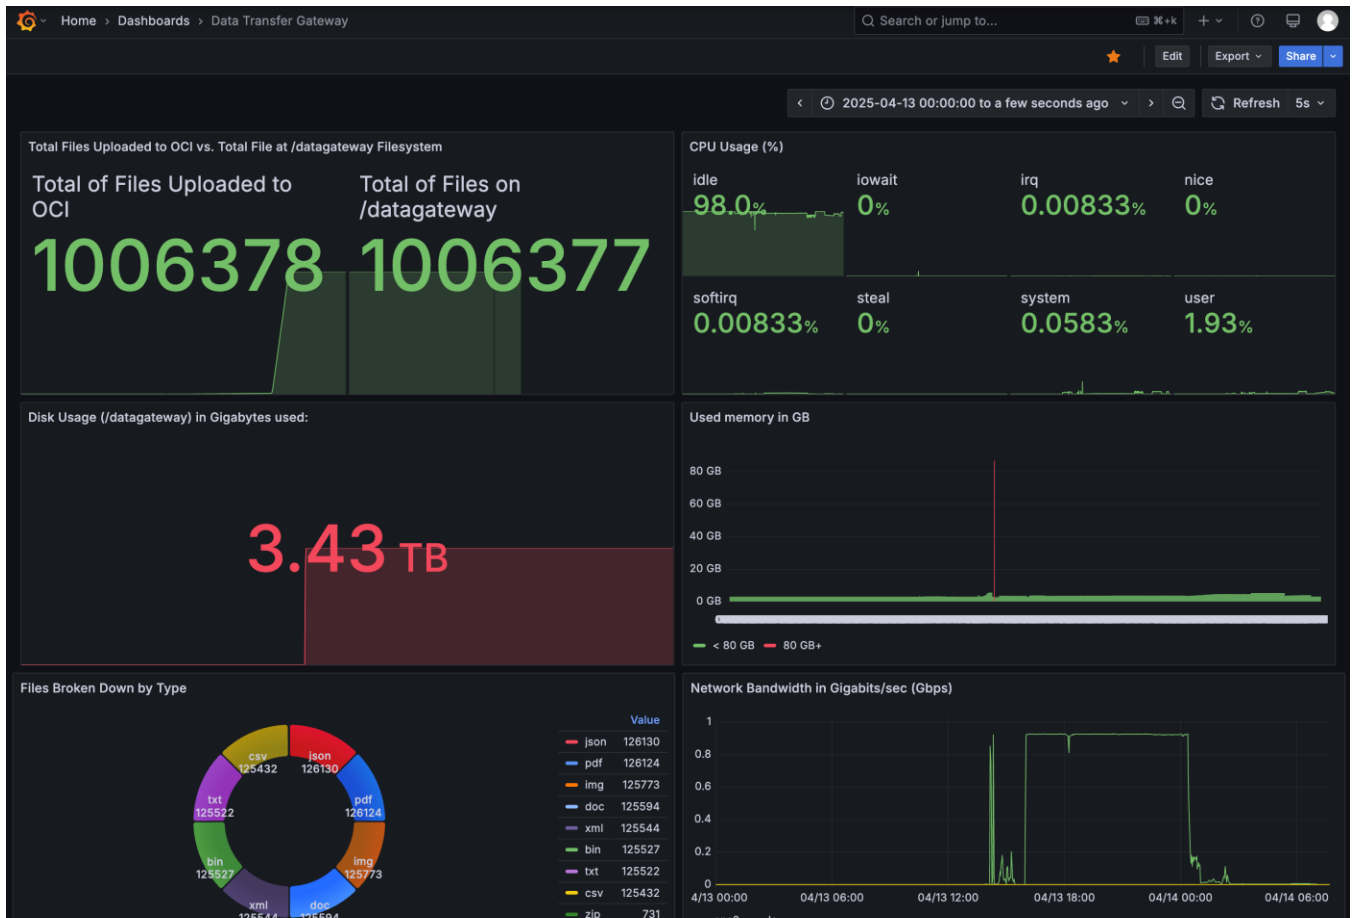 Home › Dashboards › Data Transfer Gateway
Search or jump to...
⌘+k
Edit
Export
Share
2025-04-13 00:00:00 to a few seconds ago
Refresh
5s
Total Files Uploaded to OCI vs. Total File at /datagateway Filesystem
Total of Files Uploaded to
OCI
1006378
Total of Files on
/datagateway
1006377
CPU Usage (%)
idle
98.0%
iowait
0%
irq
0.00833%
nice
0%
softirq
0.00833%
steal
0%
system
0.0583%
user
1.93%
Disk Usage (/datagateway) in Gigabytes used:
3.43 TB
Used memory in GB
80 GB
60 GB
40 GB
20 GB
0 GB
< 80 GB
80 GB+
Files Broken Down by Type
csv
125432
json
126130
txt
125522
pdf
126124
bin
125527
img
125773
xml
125544
doc
125594
Value
json 126130
pdf 126124
img 125773
doc 125594
xml 125544
bin 125527
txt 125522
csv 125432
zip 731
Network Bandwidth in Gigabits/sec (Gbps)
1
0.8
0.6
0.4
0.2
0
4/13 00:00
04/13 06:00
04/13 12:00
04/13 18:00
04/14 00:00
04/14 06:00